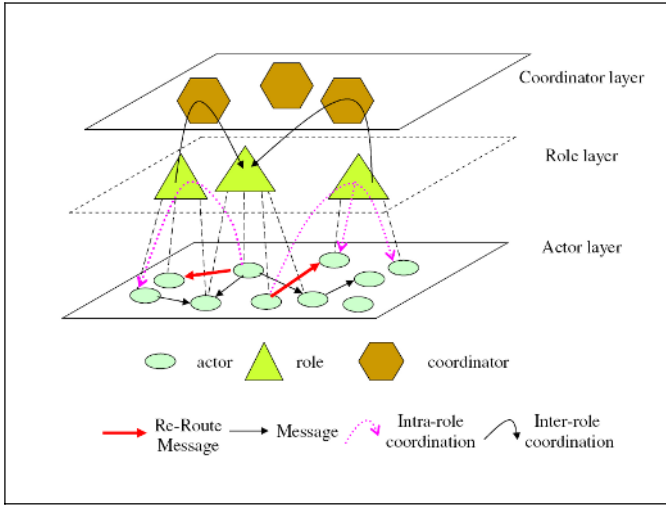 Coordinator layer
Role layer
Actor layer
actor
role
coordinator
Re-Route
Message
Message
Intra-role
coordination
Inter-role
coordination